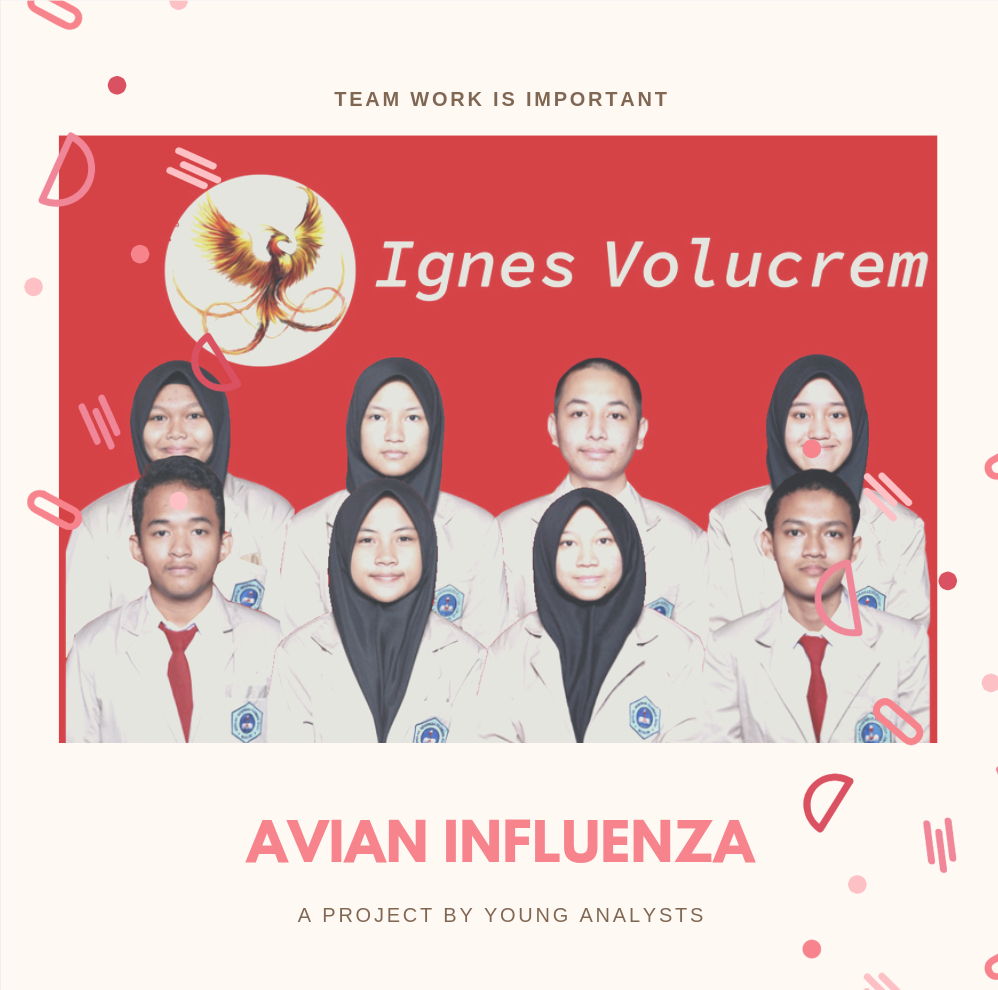 TEAM WORK IS IMPORTANT
Ignes Volucrem
AVIAN INFLUENZA
A PROJECT BY YOUNG ANALYSTS